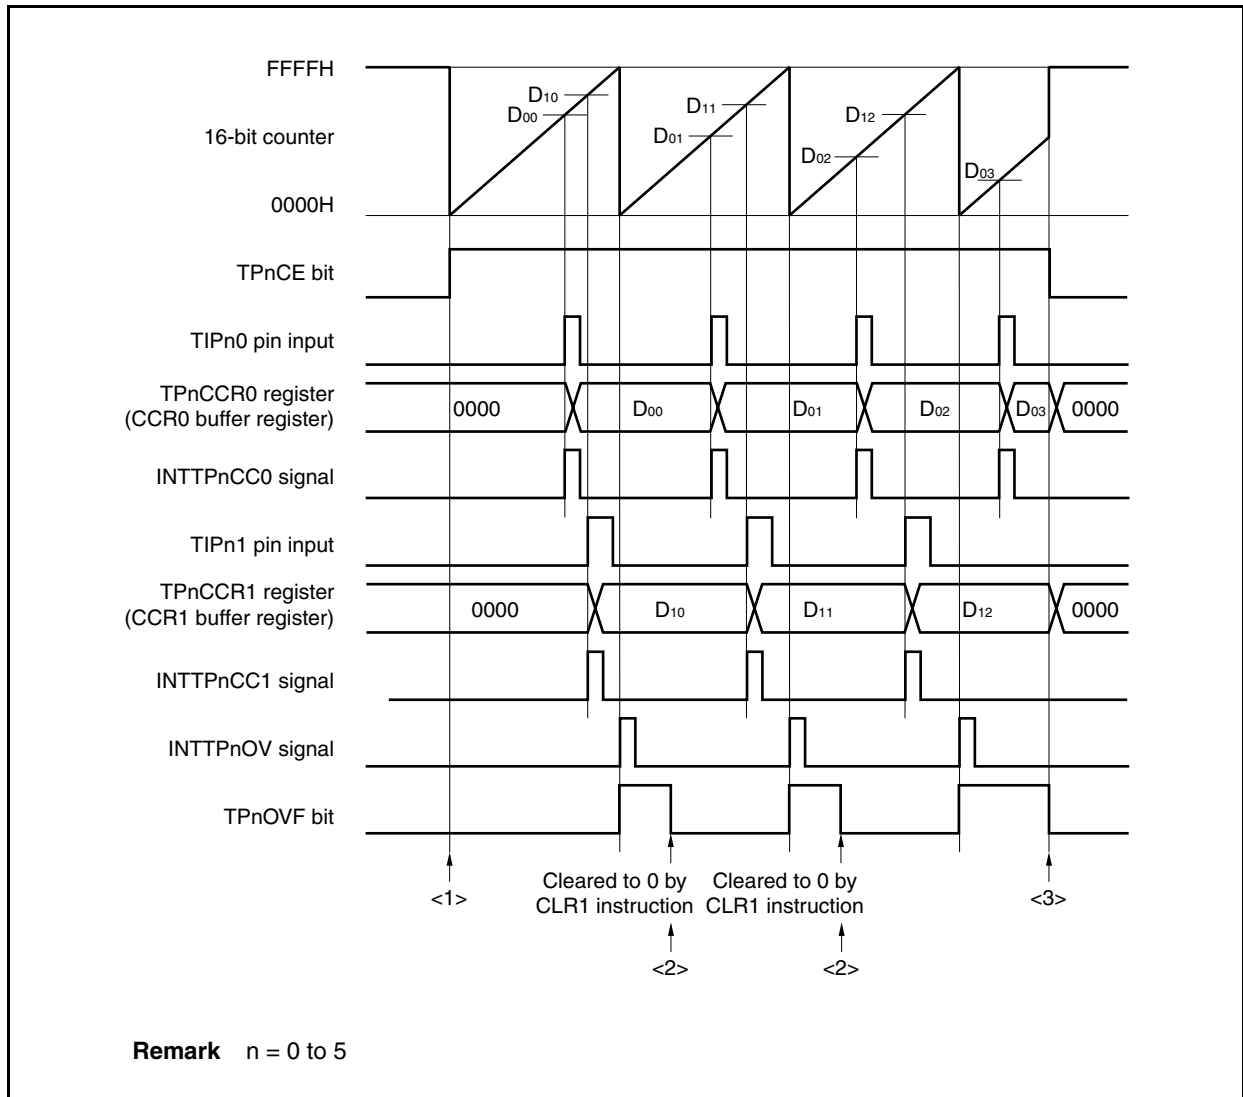 FFFFH
D10
D00
D11
D01
D12
D02
D03
16-bit counter
0000H
TPnCE bit
TIPn0 pin input
TPnCCR0 register
(CCR0 buffer register)
0000 D00 D01 D02 D03 0000
INTTPnCC0 signal
TIPn1 pin input
TPnCCR1 register
(CCR1 buffer register)
0000 D10 D11 D12 0000
INTTPnCC1 signal
INTTPnOV signal
TPnOVF bit
<1>
Cleared to 0 by
CLR1 instruction
<2>
Cleared to 0 by
CLR1 instruction
<2>
<3>
Remark n = 0 to 5